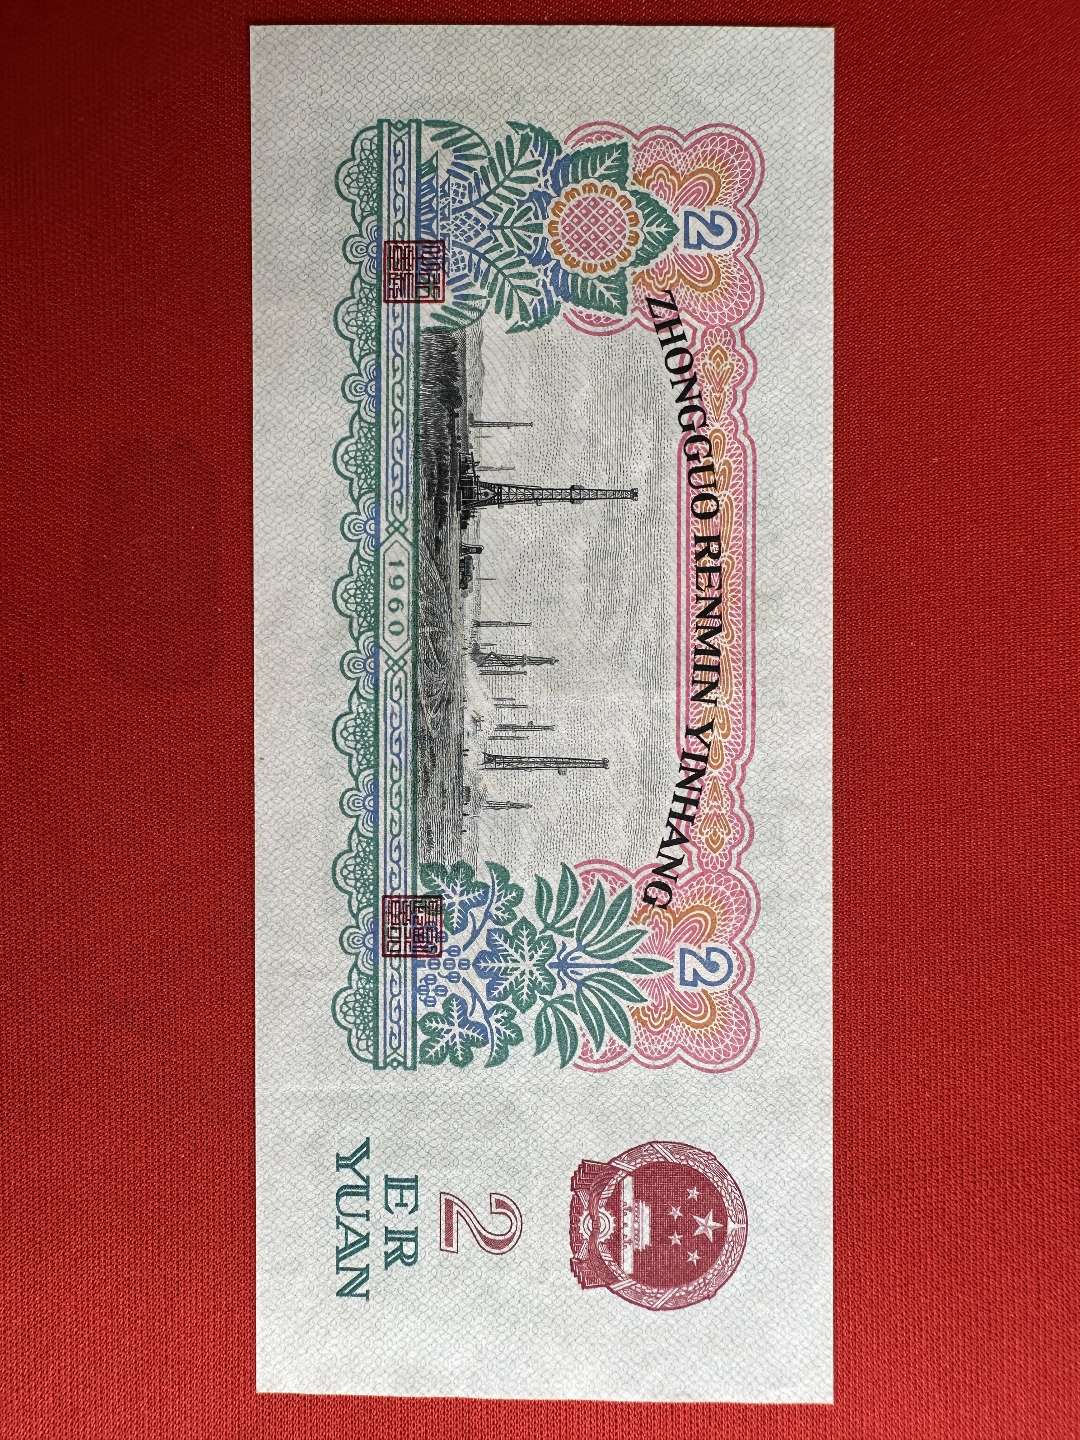 ZHONGGUO RENMIN YINHANG
2
2
1960
2
ER
YUAN